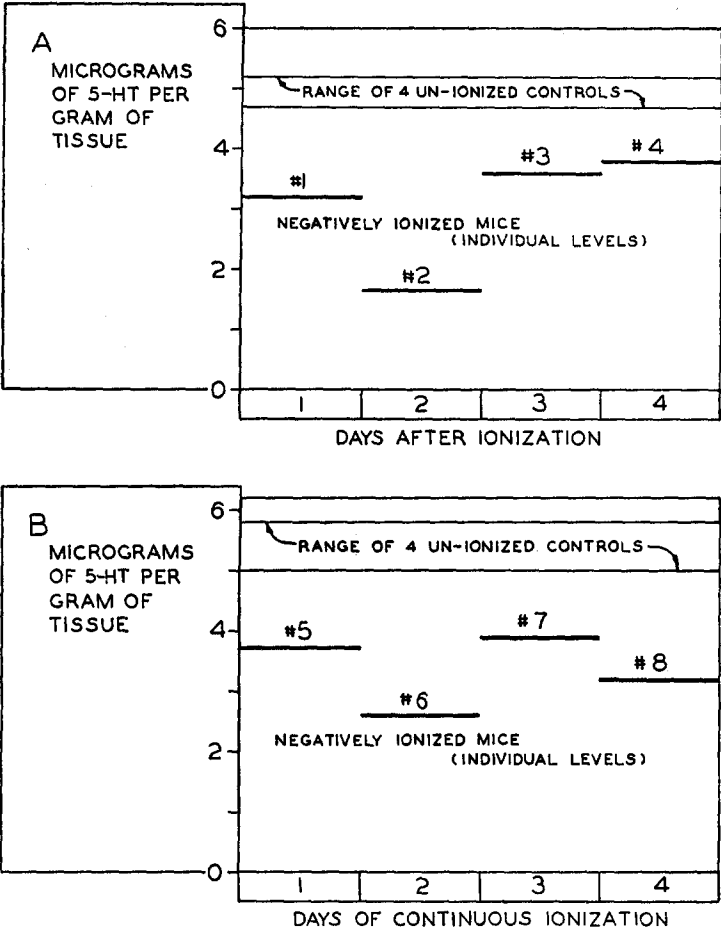 A
MICROGRAMS
OF 5-HT PER
GRAM OF
TISSUE
6
4
2
0
RANGE OF 4 UN-IONIZED CONTROLS
#1
#2
#3
#4
NEGATIVELY IONIZED MICE
(INDIVIDUAL LEVELS)
1 2 3 4
DAYS AFTER IONIZATION
B
MICROGRAMS
OF 5-HT PER
GRAM OF
TISSUE
6
4
2
0
RANGE OF 4 UN-IONIZED CONTROLS
#5
#6
#7
#8
NEGATIVELY IONIZED MICE
(INDIVIDUAL LEVELS)
1 2 3 4
DAYS OF CONTINUOUS IONIZATION